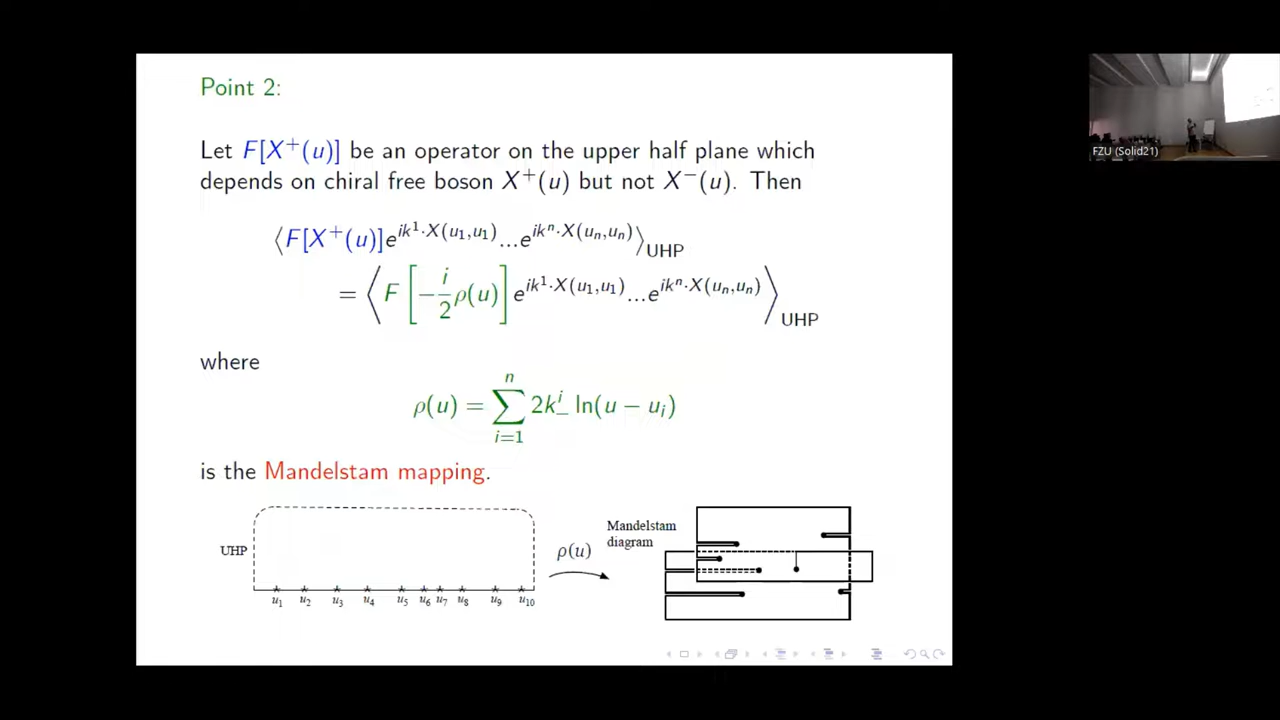 Point 2:
Let F[X⁺(u)] be an operator on the upper half plane which
depends on chiral free boson X⁺(u) but not X⁻(u). Then
⟨F[X⁺(u)]e^{ik¹·X(u₁,u₁)}...e^{ikⁿ·X(uₙ,uₙ)}⟩_UHP
= ⟨F[−(i/2)ρ(u)]e^{ik¹·X(u₁,u₁)}...e^{ikⁿ·X(uₙ,uₙ)}⟩_UHP
where
ρ(u) = ∑_{i=1}^{n} 2k₋ⁱ ln(u − uᵢ)
is the Mandelstam mapping.
UHP
u₁ u₂ u₃ u₄ u₅ u₆ u₇ u₈ u₉ u₁₀
ρ(u)
Mandelstam
diagram
FZU (Solid21)